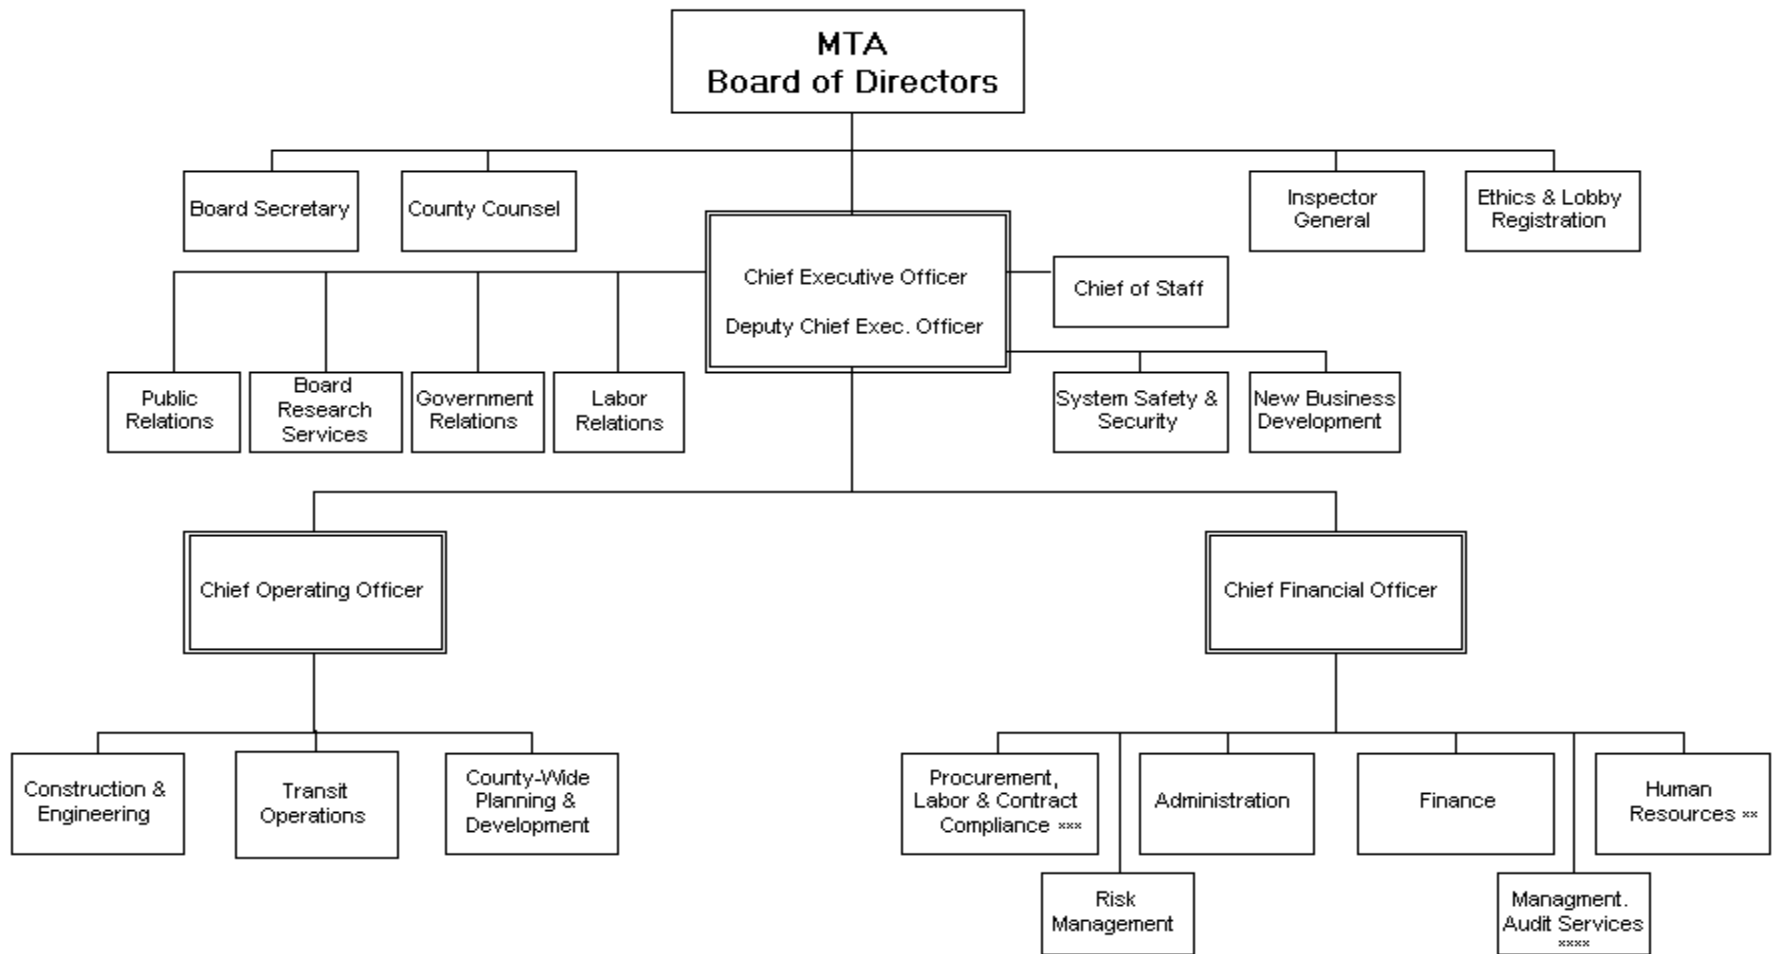 MTA
Board of Directors
Board Secretary
County Counsel
Inspector
General
Ethics & Lobby
Registration
Chief Executive Officer
Deputy Chief Exec. Officer
Chief of Staff
Public
Relations
Board
Research
Services
Government
Relations
Labor
Relations
System Safety &
Security
New Business
Development
Chief Operating Officer
Chief Financial Officer
Construction &
Engineering
Transit
Operations
County-Wide
Planning &
Development
Procurement,
Labor & Contract
Compliance ***
Administration
Finance
Human
Resources **
Risk
Management
Managment.
Audit Services
****